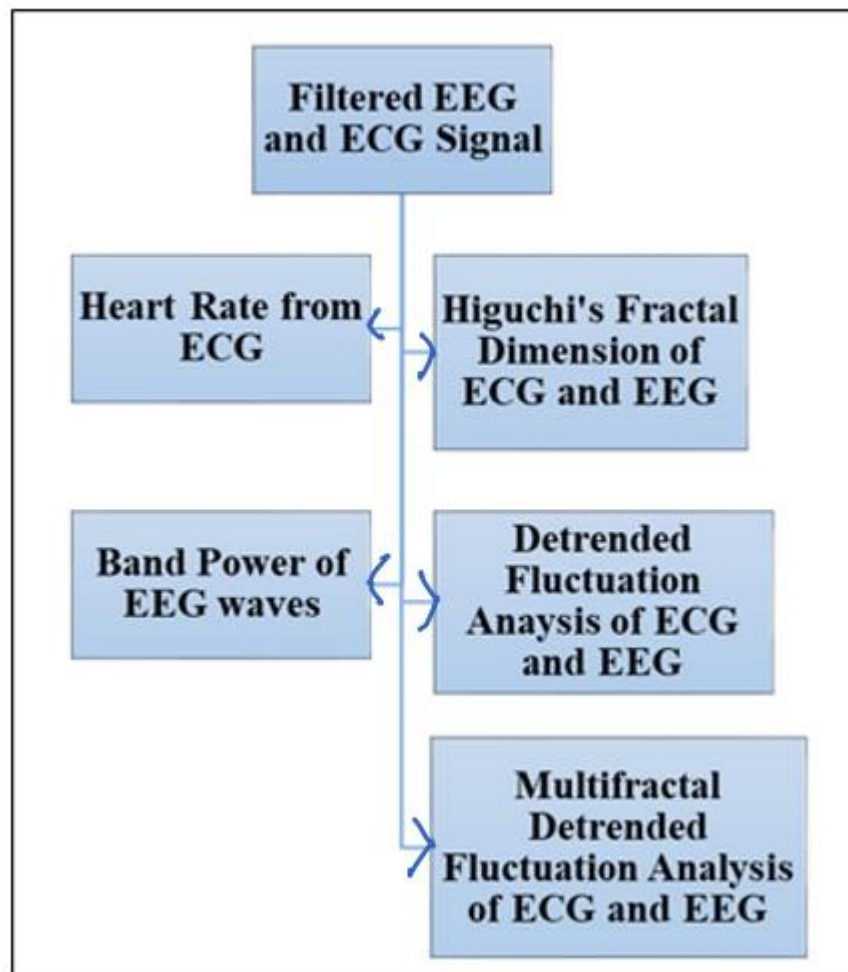 Filtered EEG
and ECG Signal
Heart Rate from
ECG
Higuchi's Fractal
Dimension of
ECG and EEG
Band Power of
EEG waves
Detrended
Fluctuation
Anaysis of ECG
and EEG
Multifractal
Detrended
Fluctuation Analysis
of ECG and EEG